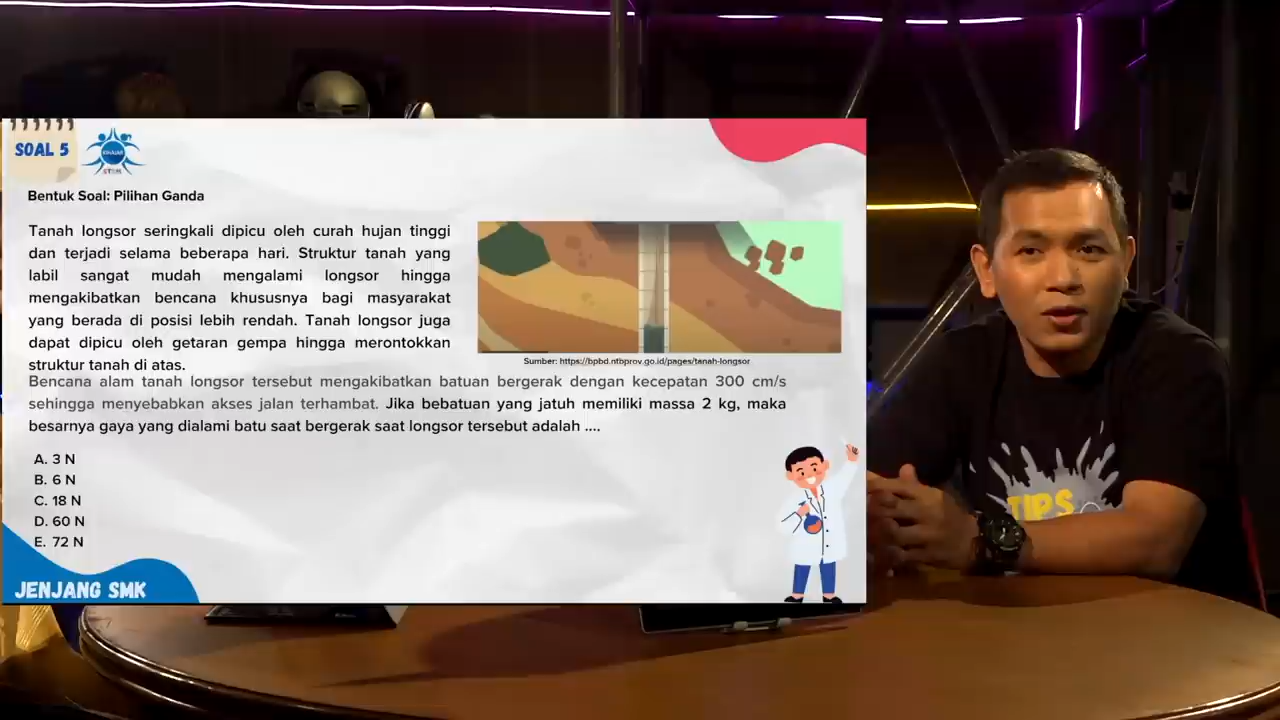 SOAL 5
KIHAJAR
STEM
Bentuk Soal: Pilihan Ganda
Tanah longsor seringkali dipicu oleh curah hujan tinggi
dan terjadi selama beberapa hari. Struktur tanah yang
labil sangat mudah mengalami longsor hingga
mengakibatkan bencana khususnya bagi masyarakat
yang berada di posisi lebih rendah. Tanah longsor juga
dapat dipicu oleh getaran gempa hingga merontokkan
struktur tanah di atas.
Sumber: https://bpbd.ntbprov.go.id/pages/tanah-longsor
Bencana alam tanah longsor tersebut mengakibatkan batuan bergerak dengan kecepatan 300 cm/s
sehingga menyebabkan akses jalan terhambat. Jika bebatuan yang jatuh memiliki massa 2 kg, maka
besarnya gaya yang dialami batu saat bergerak saat longsor tersebut adalah ....
A. 3 N
B. 6 N
C. 18 N
D. 60 N
E. 72 N
JENJANG SMK
TIPS